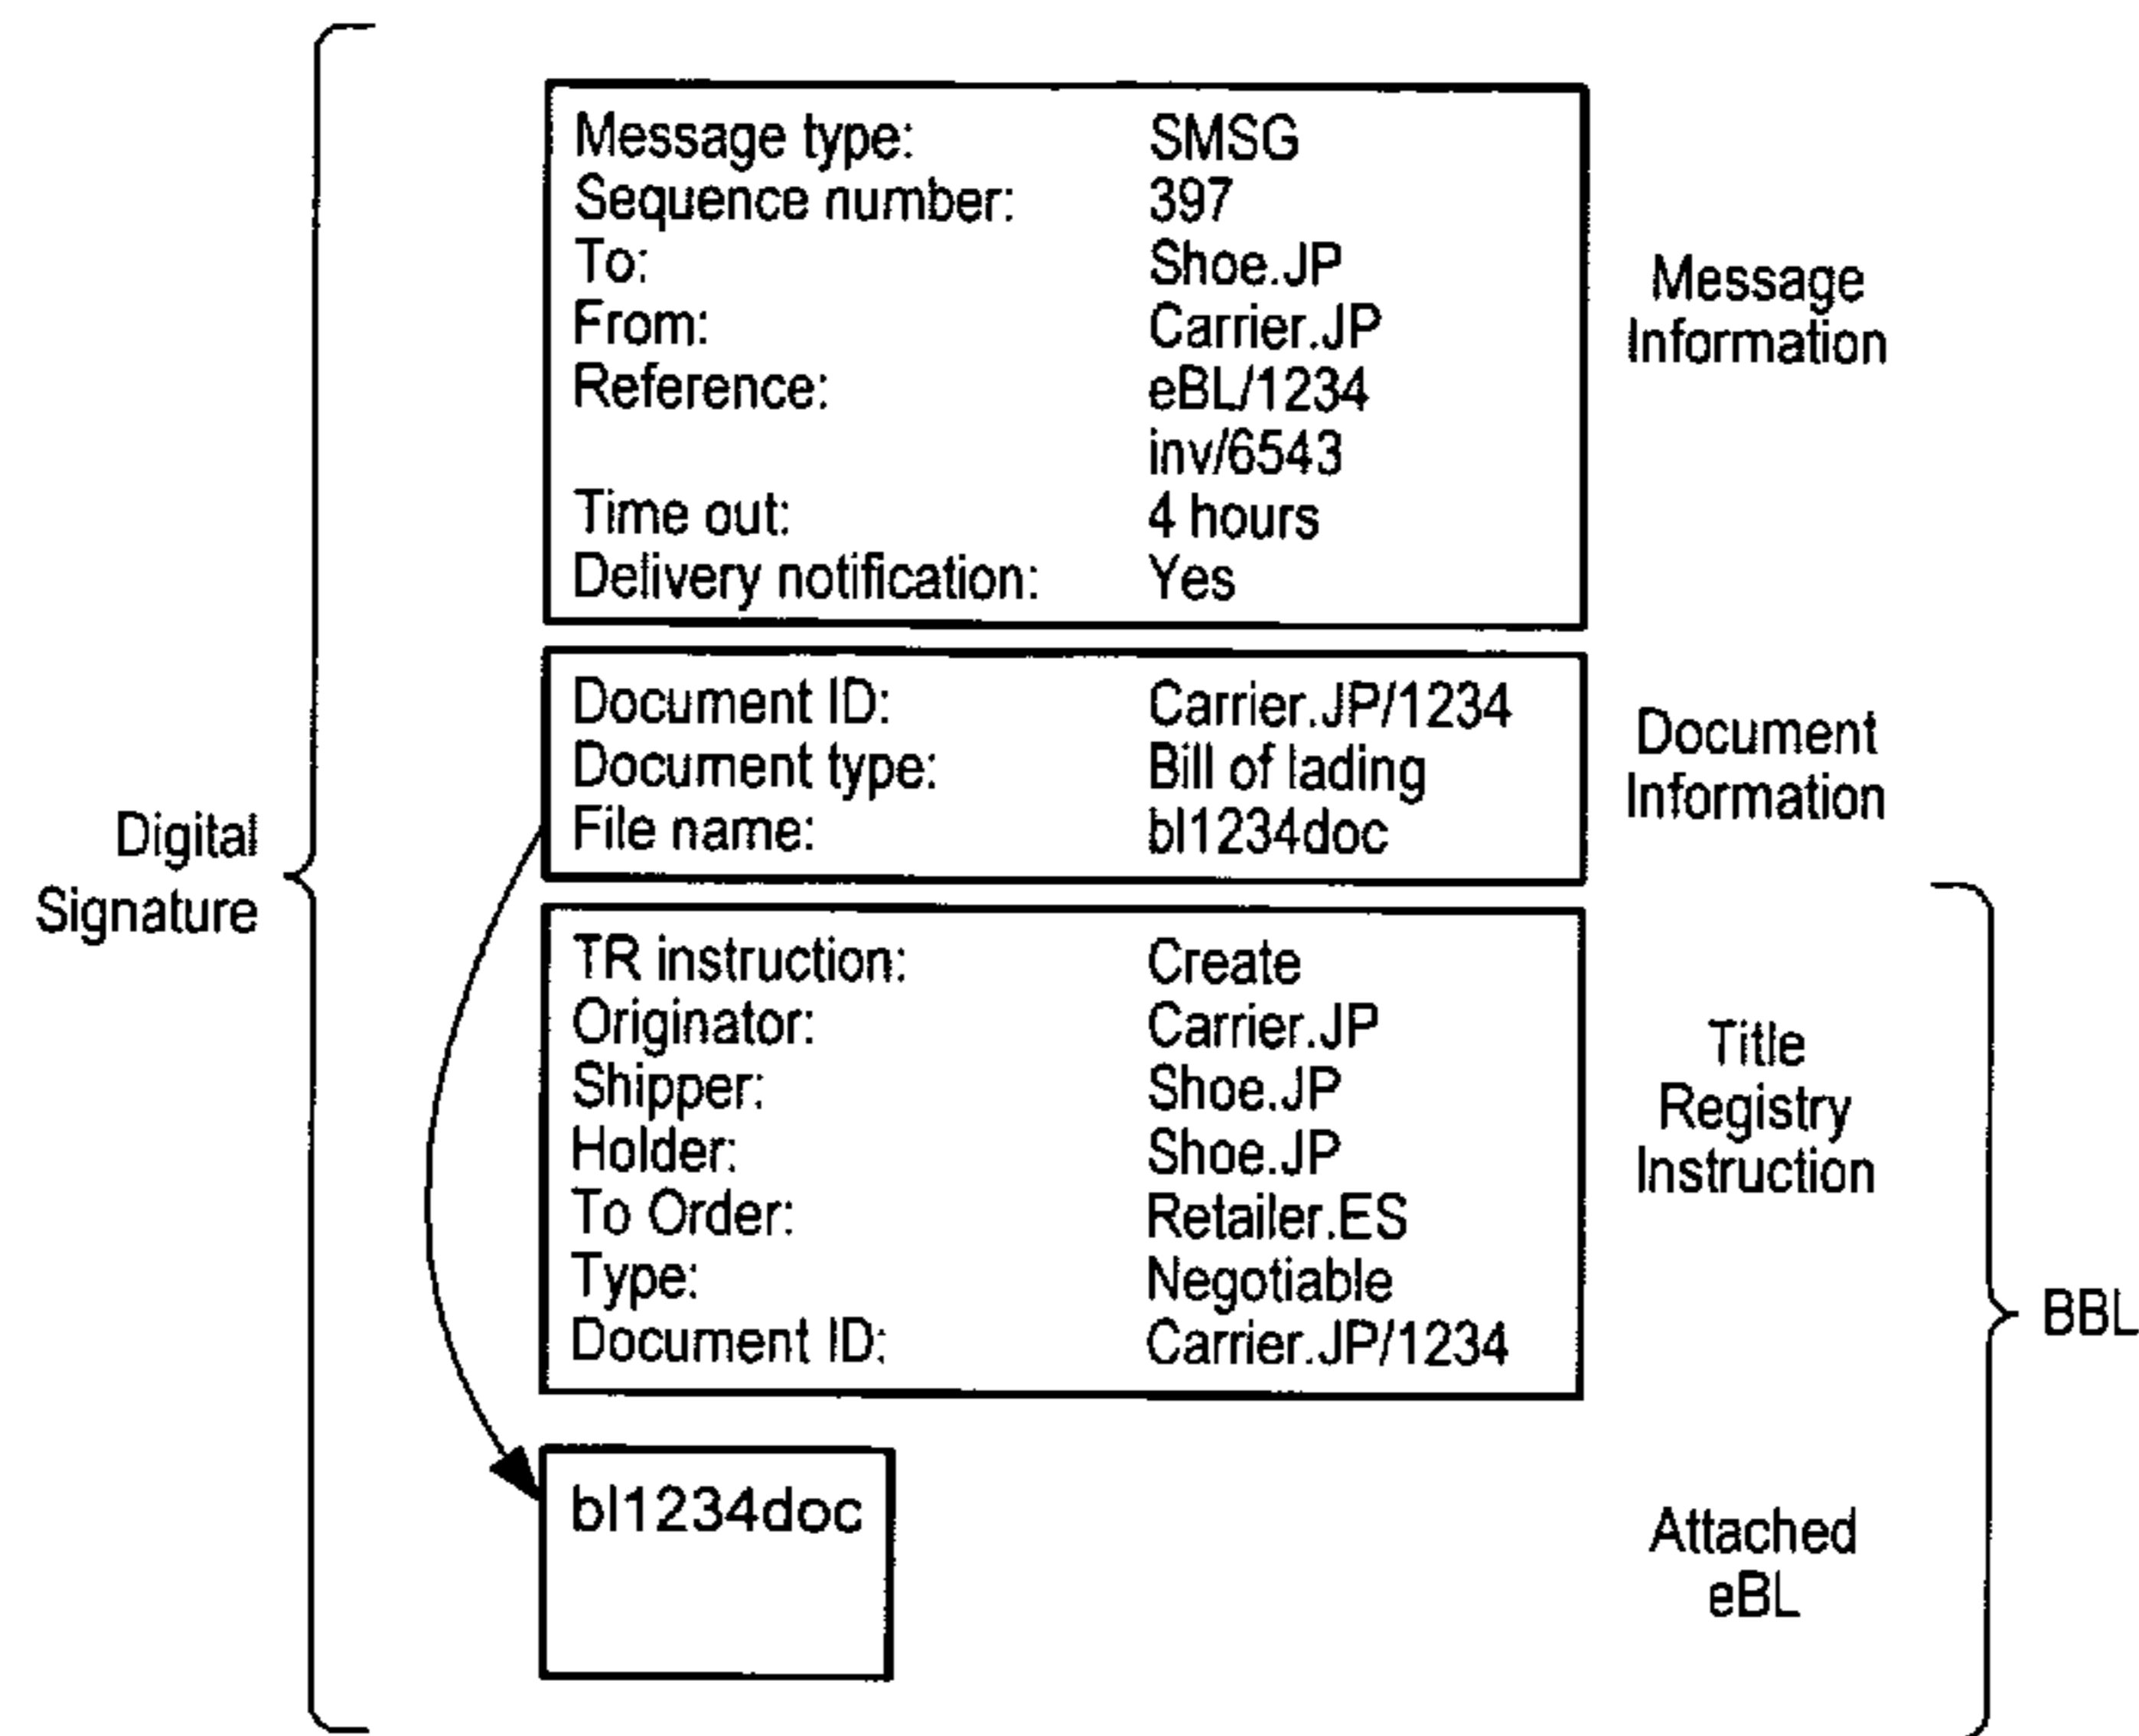 Message type: SMSG
Sequence number: 397
To: Shoe.JP
From: Carrier.JP
Reference: eBL/1234
inv/6543
Time out: 4 hours
Delivery notification: Yes
Message
Information
Document ID: Carrier.JP/1234
Document type: Bill of lading
File name: bl1234doc
Document
Information
Digital
Signature
TR instruction: Create
Originator: Carrier.JP
Shipper: Shoe.JP
Holder: Shoe.JP
To Order: Retailer.ES
Type: Negotiable
Document ID: Carrier.JP/1234
Title
Registry
Instruction
BBL
bl1234doc
Attached
eBL